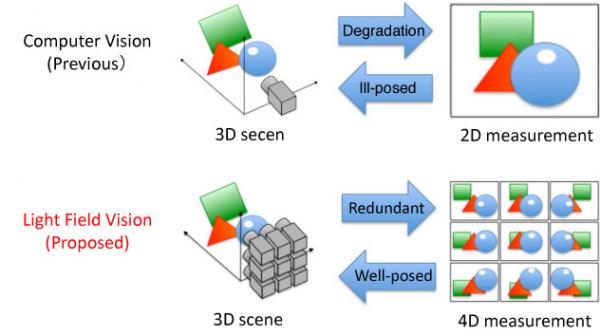 Computer Vision
(Previous)
Degradation
Ill-posed
3D secen
2D measurement
Light Field Vision
(Proposed)
Redundant
Well-posed
3D scene
4D measurement